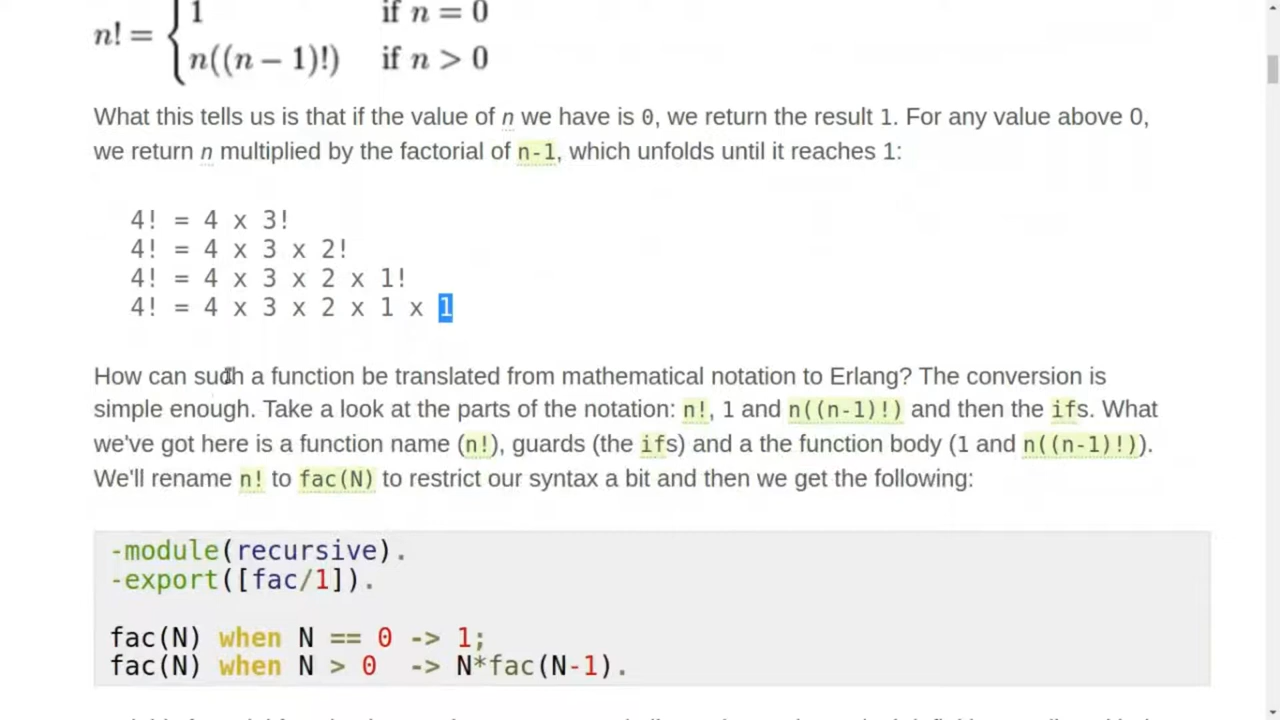 1 if n = 0
n! =
n((n − 1)!) if n > 0
What this tells us is that if the value of n we have is 0, we return the result 1. For any value above 0,
we return n multiplied by the factorial of n-1, which unfolds until it reaches 1:
4! = 4 x 3!
4! = 4 x 3 x 2!
4! = 4 x 3 x 2 x 1!
4! = 4 x 3 x 2 x 1 x 1
How can such a function be translated from mathematical notation to Erlang? The conversion is
simple enough. Take a look at the parts of the notation: n!, 1 and n((n-1)!) and then the ifs. What
we've got here is a function name (n!), guards (the ifs) and a the function body (1 and n((n-1)!)).
We'll rename n! to fac(N) to restrict our syntax a bit and then we get the following:
-module(recursive).
-export([fac/1]).
fac(N) when N == 0 -> 1;
fac(N) when N > 0  -> N*fac(N-1).